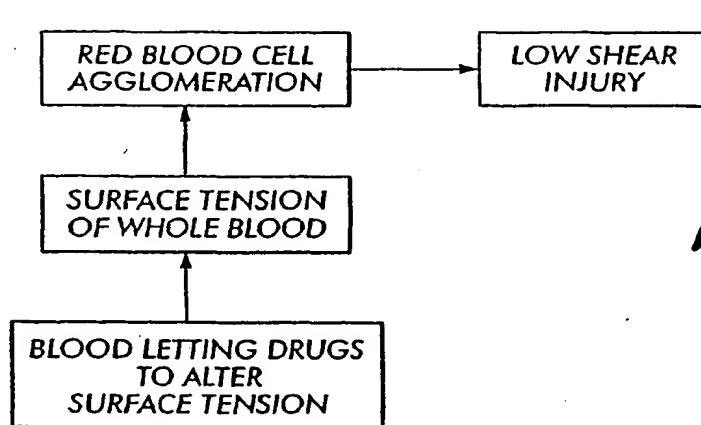 RED BLOOD CELL
AGGLOMERATION
LOW SHEAR
INJURY
SURFACE TENSION
OF WHOLE BLOOD
BLOOD LETTING DRUGS
TO ALTER
SURFACE TENSION